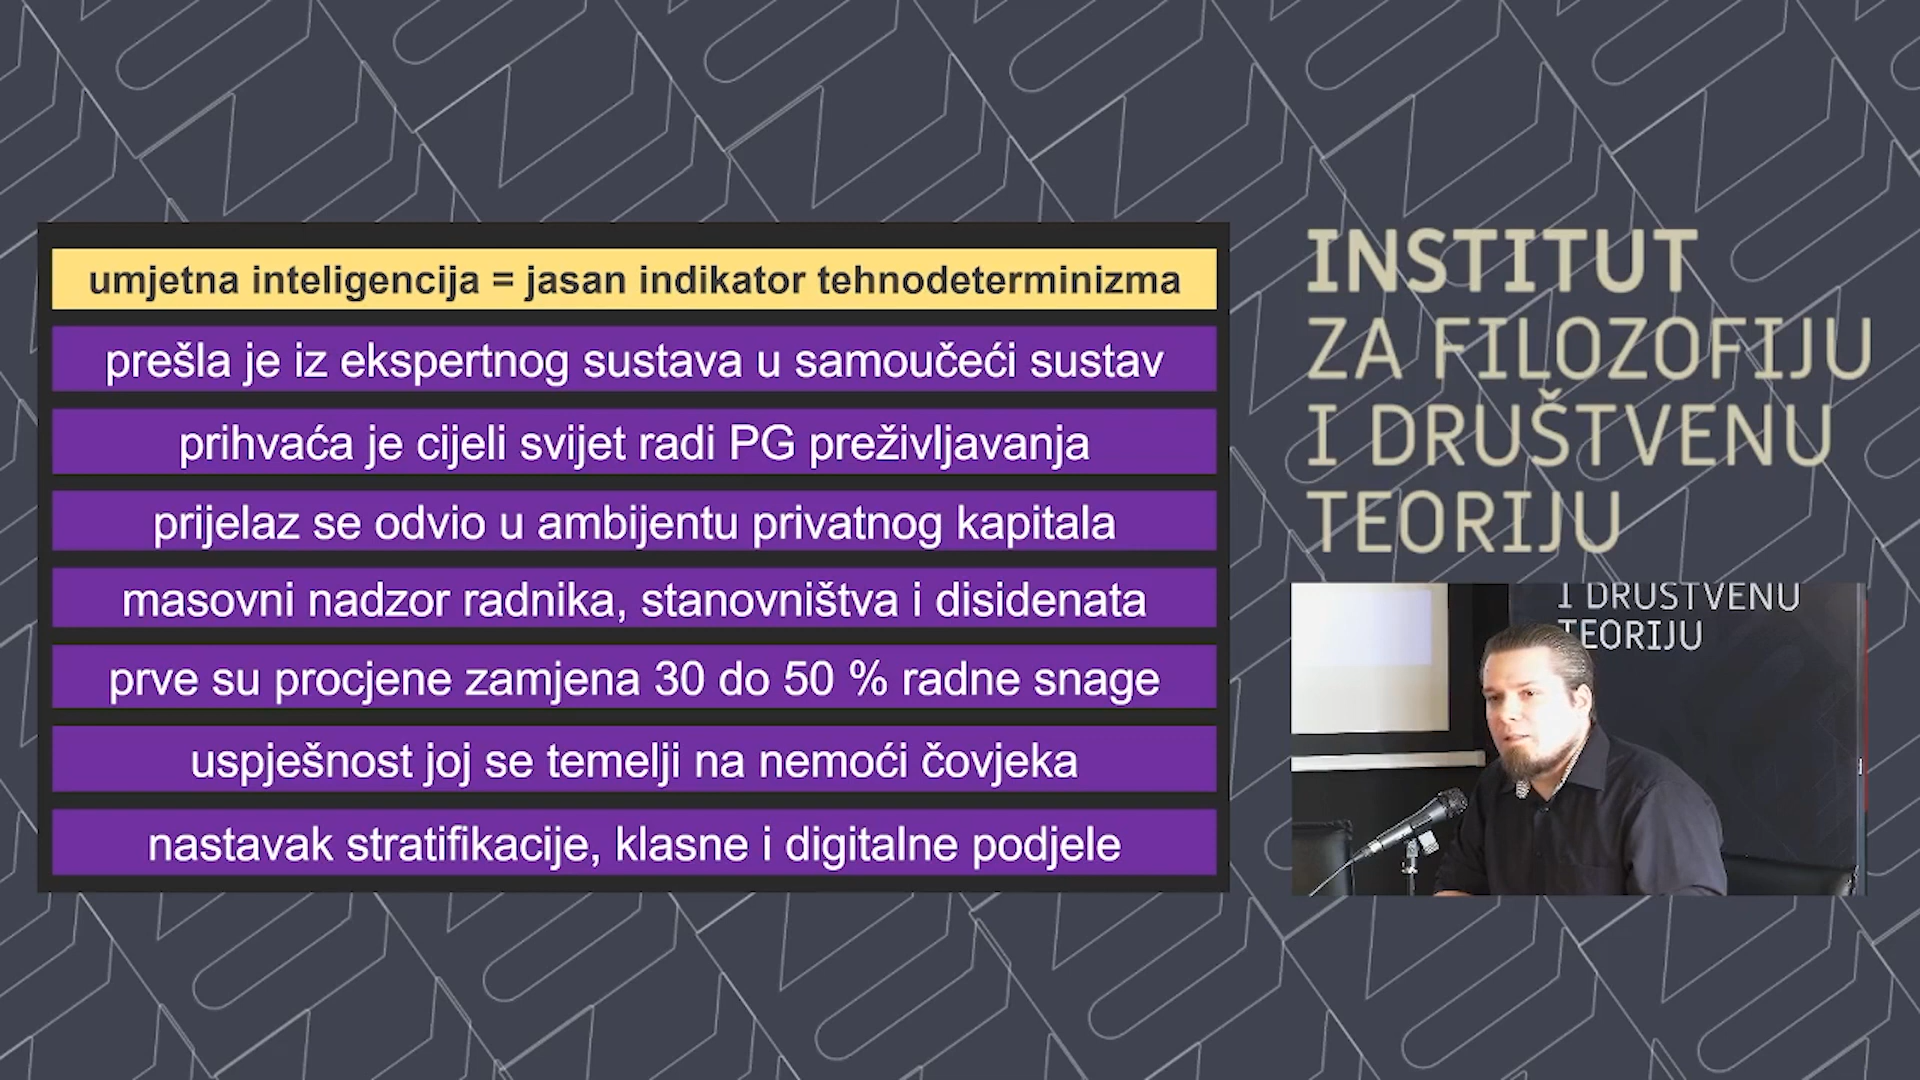 umjetna inteligencija = jasan indikator tehnodeterminizma
prešla je iz ekspertnog sustava u samoučeći sustav
prihvaća je cijeli svijet radi PG preživljavanja
prijelaz se odvio u ambijentu privatnog kapitala
masovni nadzor radnika, stanovništva i disidenata
prve su procjene zamjena 30 do 50 % radne snage
uspješnost joj se temelji na nemoći čovjeka
nastavak stratifikacije, klasne i digitalne podjele
INSTITUT
ZA FILOZOFIJU
I DRUŠTVENU
TEORIJU
I DRUSTVENU
TEORIJU